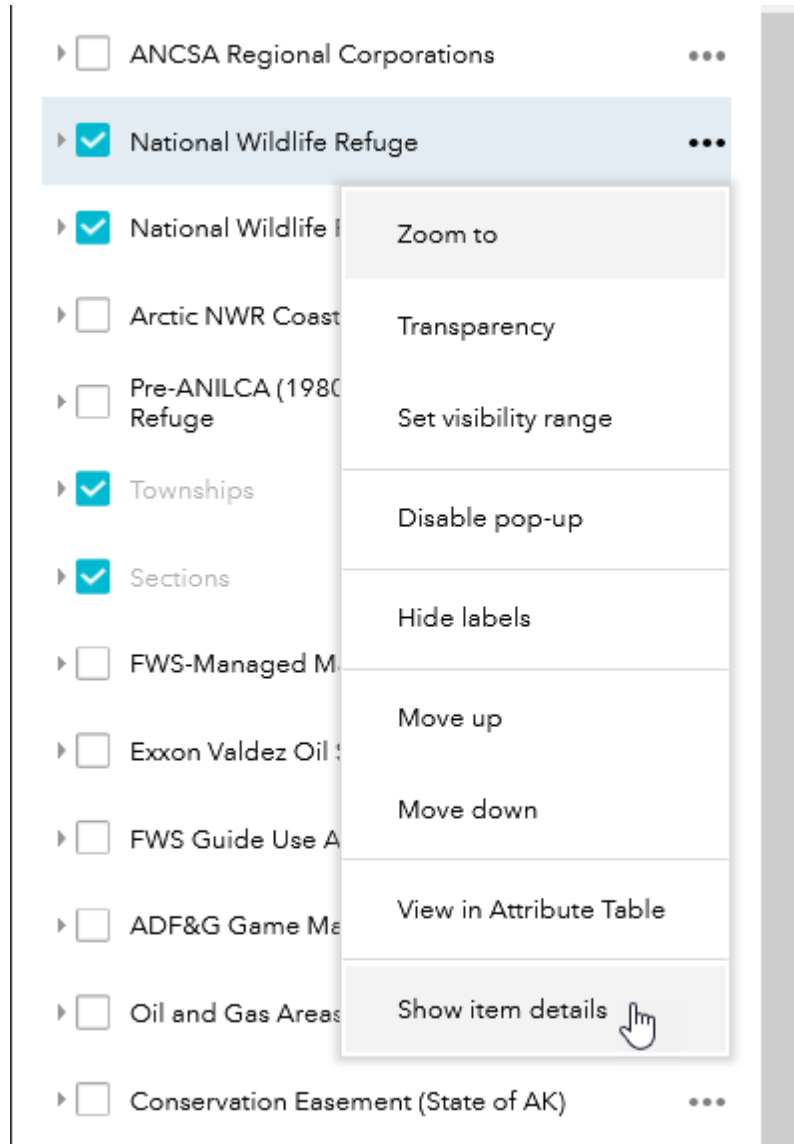 ANCSA Regional Corporations
National Wildlife Refuge
National Wildlife
Zoom to
Arctic NWR Coast
Transparency
Pre-ANILCA (1980
Refuge
Set visibility range
Townships
Disable pop-up
Sections
Hide labels
FWS-Managed
Move up
Exxon Valdez Oil
Move down
FWS Guide Use
View in Attribute Table
ADF&G Game
Show item details
Oil and Gas Areas
Conservation Easement (State of AK)